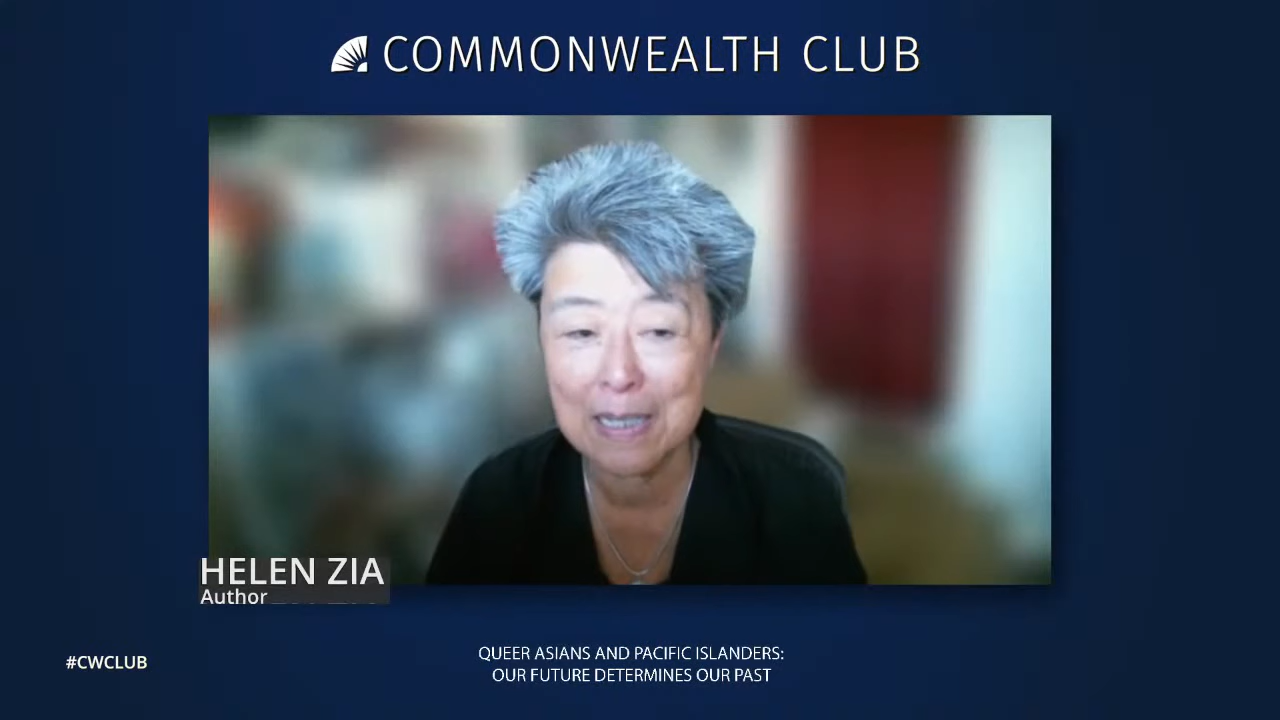 COMMONWEALTH CLUB
HELEN ZIA
Author
#CWCLUB
QUEER ASIANS AND PACIFIC ISLANDERS:
OUR FUTURE DETERMINES OUR PAST